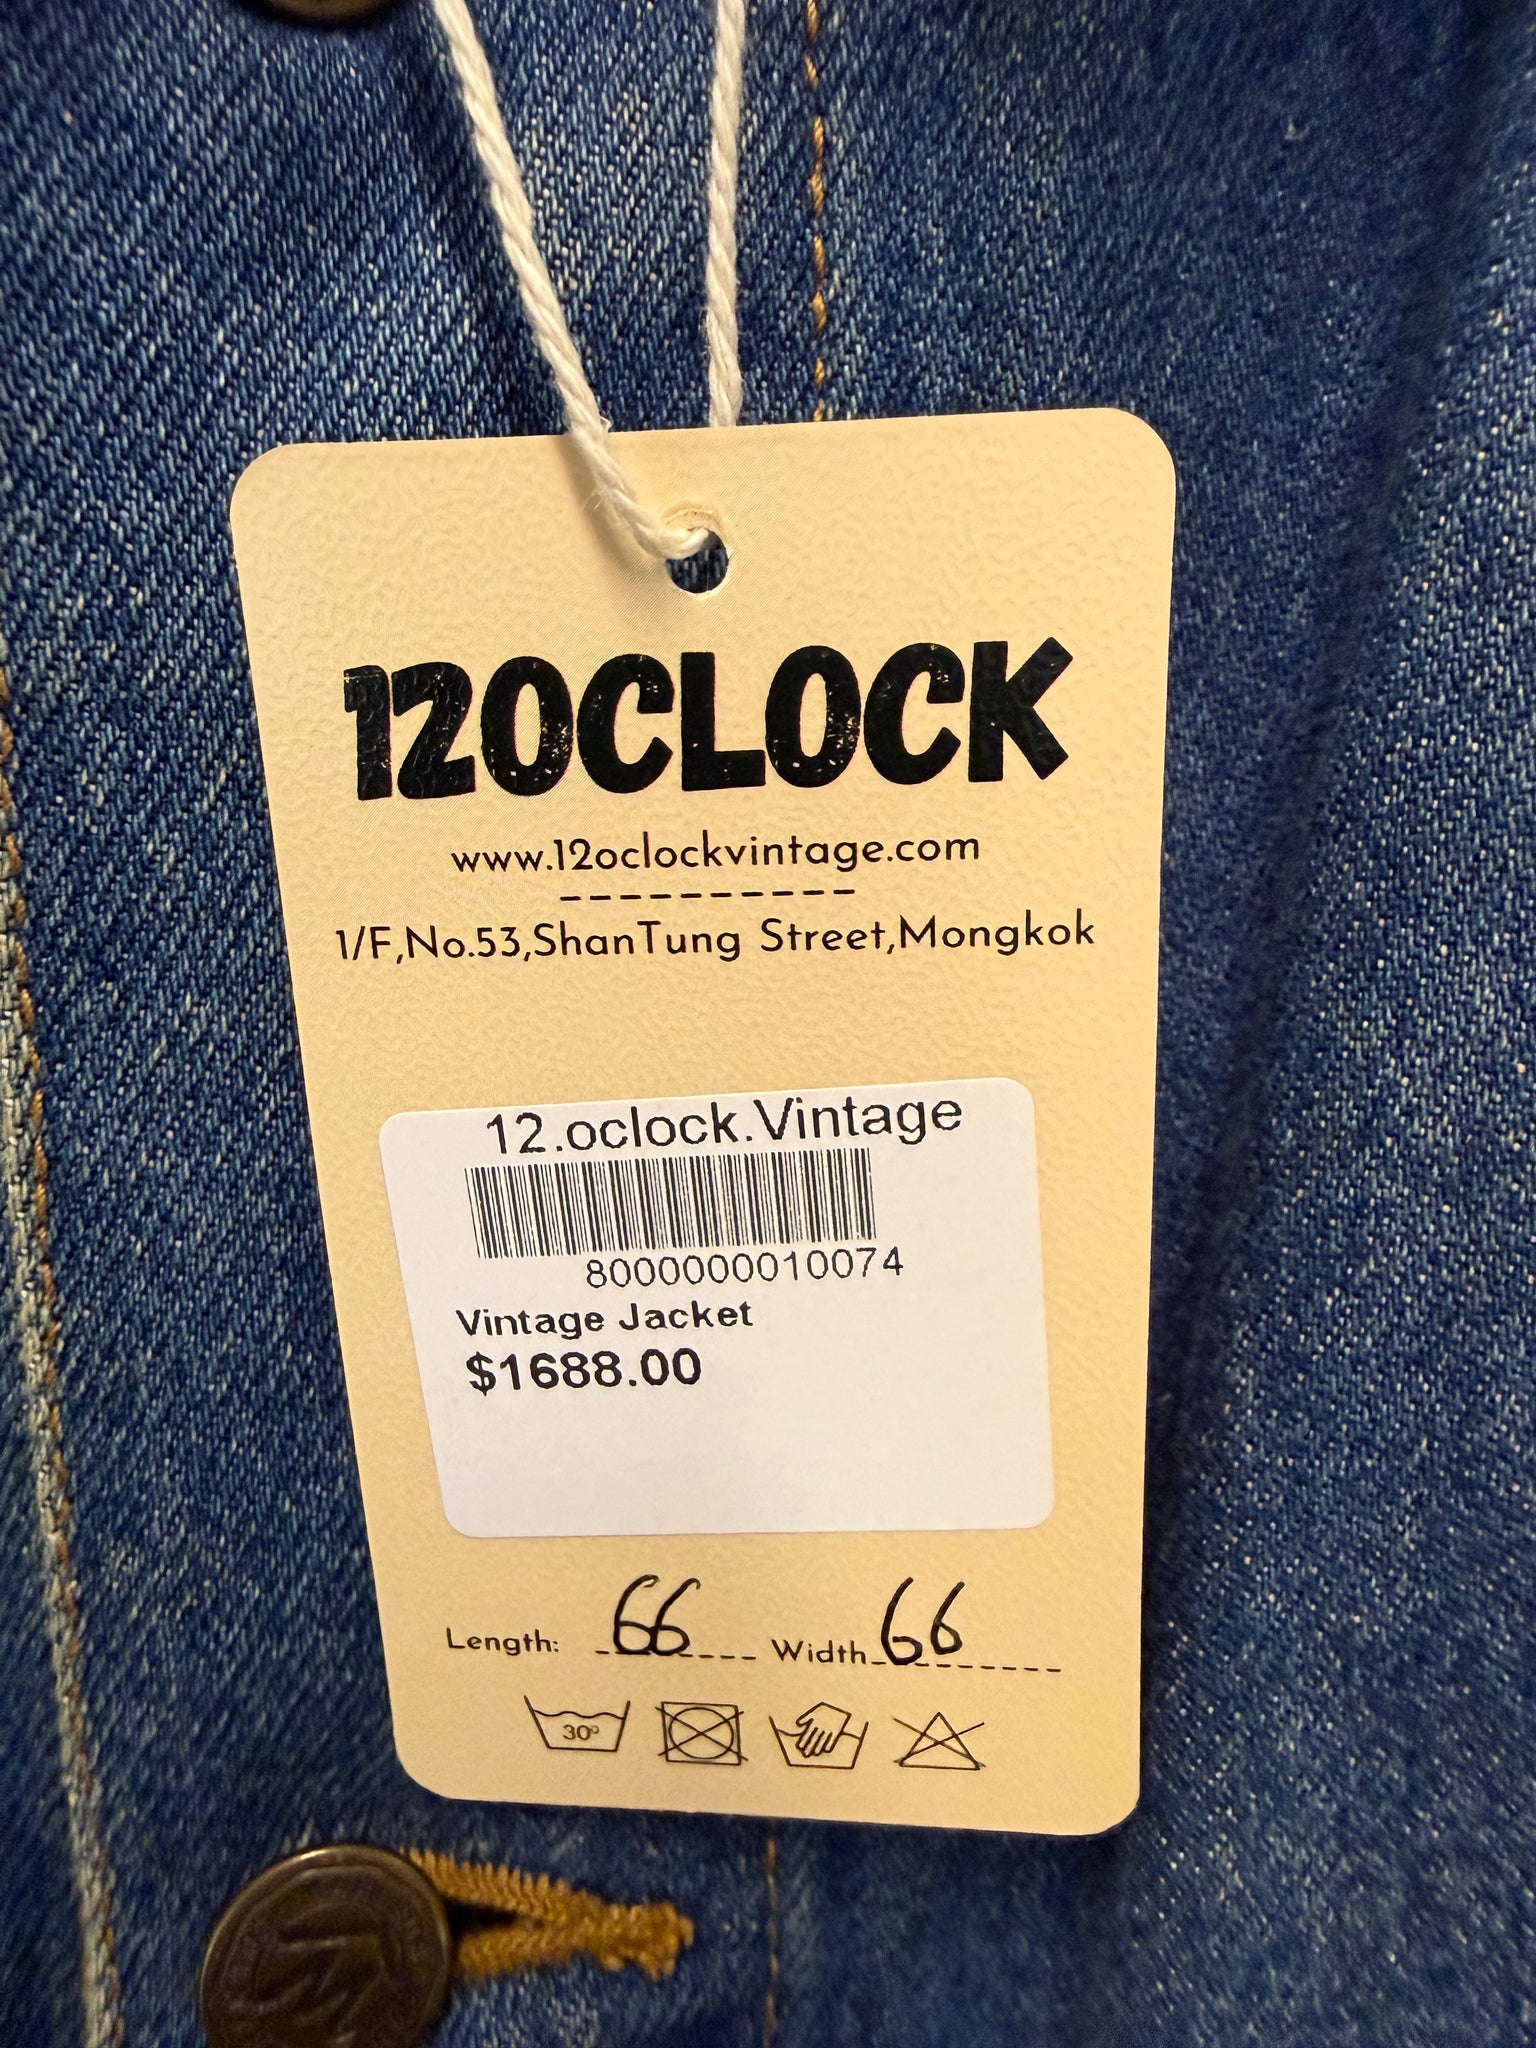 12OCLOCK
www.12oclockvintage.com
1/F,No.53,ShanTung Street,Mongkok
12.oclock.Vintage
8000000010074
Vintage Jacket
$1688.00
Length: 66 Width 66
30°